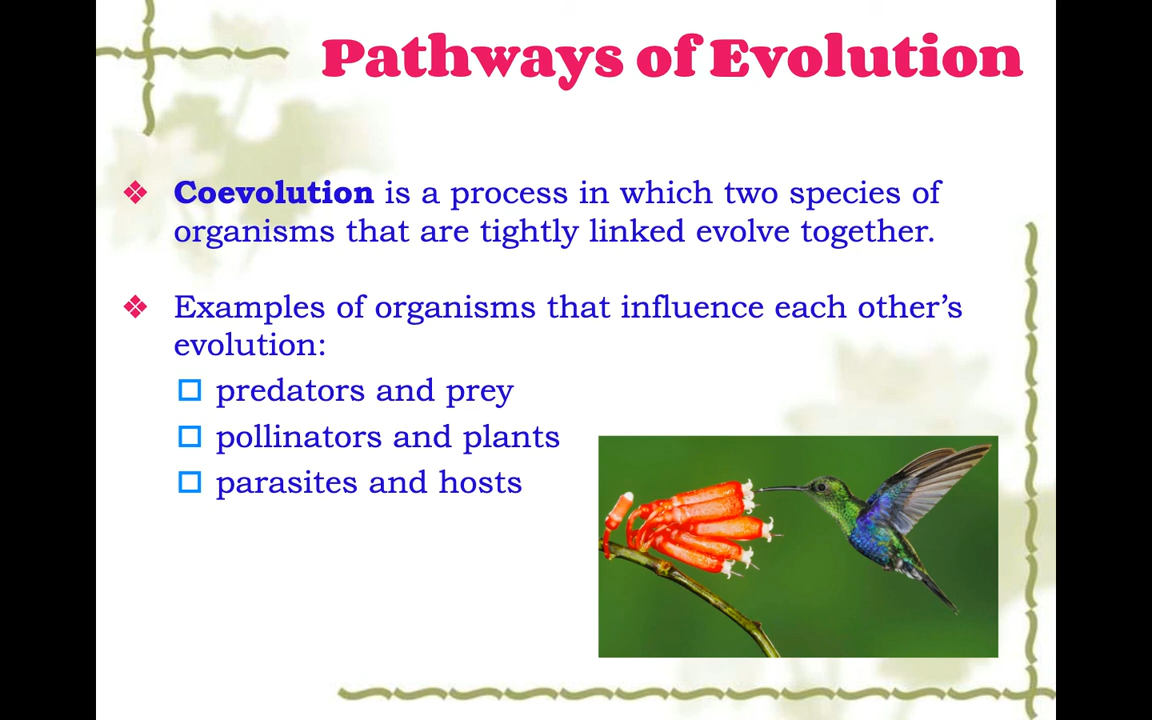 Pathways of Evolution
Coevolution is a process in which two species of
organisms that are tightly linked evolve together.
Examples of organisms that influence each other’s
evolution:
predators and prey
pollinators and plants
parasites and hosts